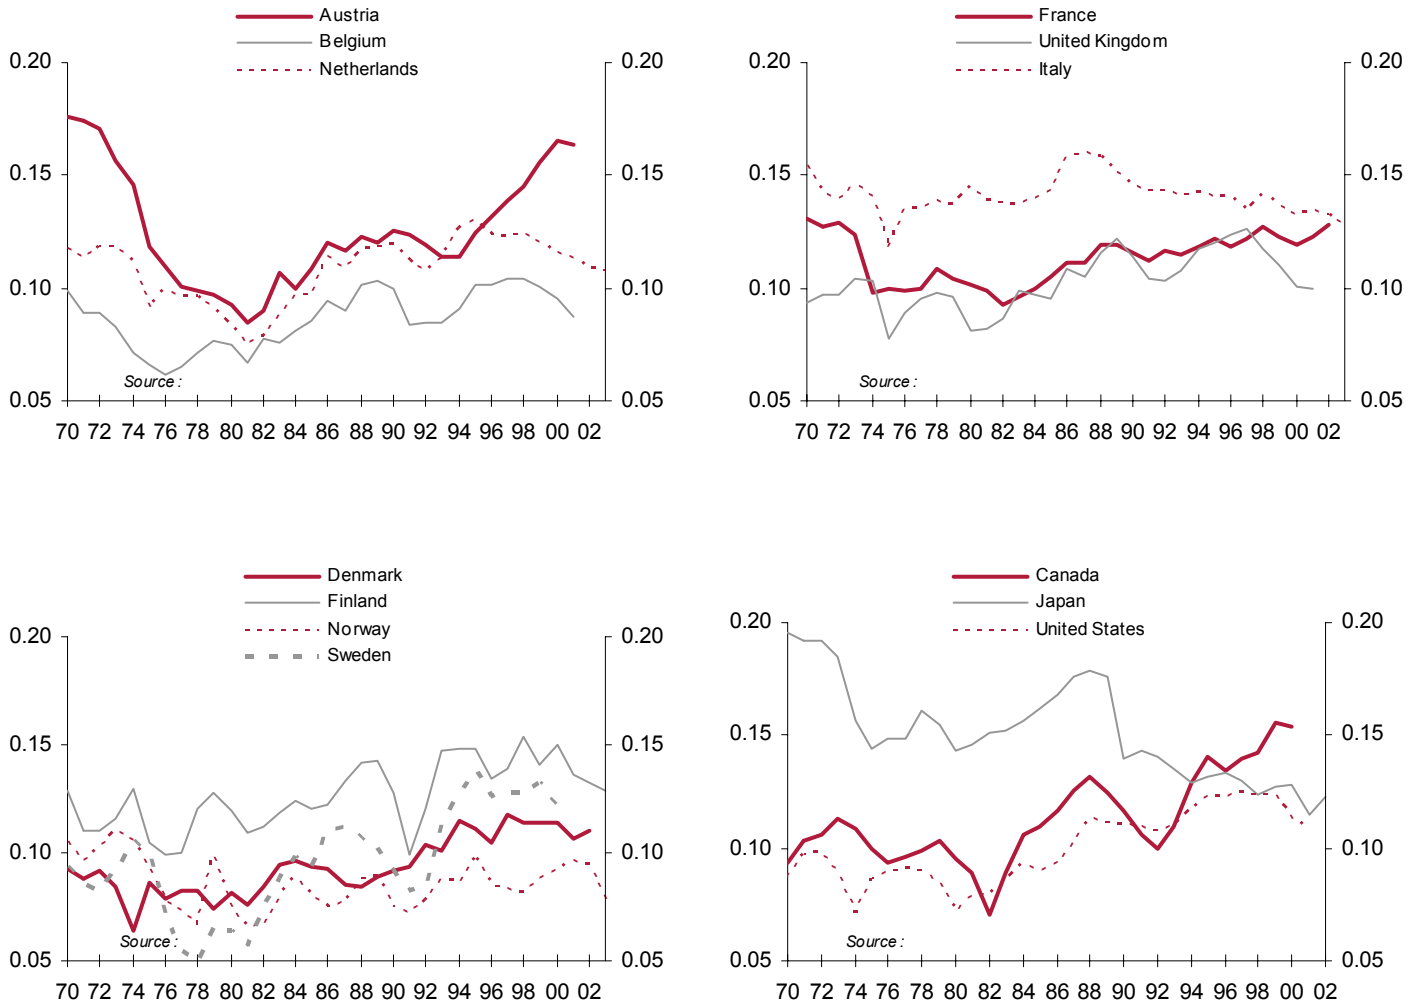 Austria
Belgium
Netherlands
0.20 0.20
0.15 0.15
0.10 0.10
0.05 0.05
Source :
70 72 74 76 78 80 82 84 86 88 90 92 94 96 98 00 02
France
United Kingdom
Italy
0.20 0.20
0.15 0.15
0.10 0.10
0.05 0.05
Source :
70 72 74 76 78 80 82 84 86 88 90 92 94 96 98 00 02
Denmark
Finland
Norway
Sweden
0.20 0.20
0.15 0.15
0.10 0.10
0.05 0.05
Source :
70 72 74 76 78 80 82 84 86 88 90 92 94 96 98 00 02
Canada
Japan
United States
0.20 0.20
0.15 0.15
0.10 0.10
0.05 0.05
Source :
70 72 74 76 78 80 82 84 86 88 90 92 94 96 98 00 02